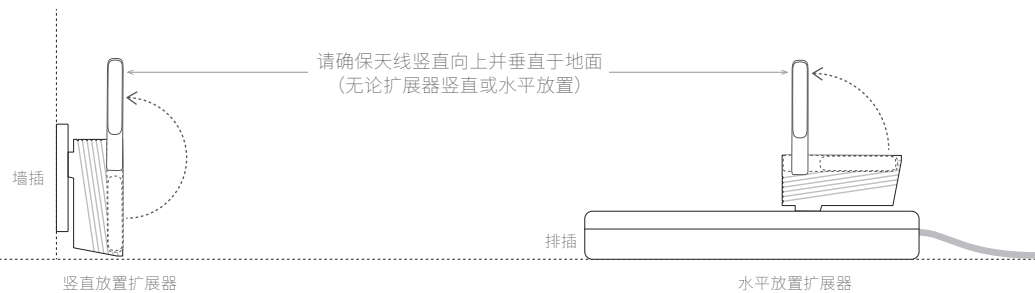 请确保天线竖直向上并垂直于地面
（无论扩展器竖直或水平放置）
墙插
排插
竖直放置扩展器
水平放置扩展器